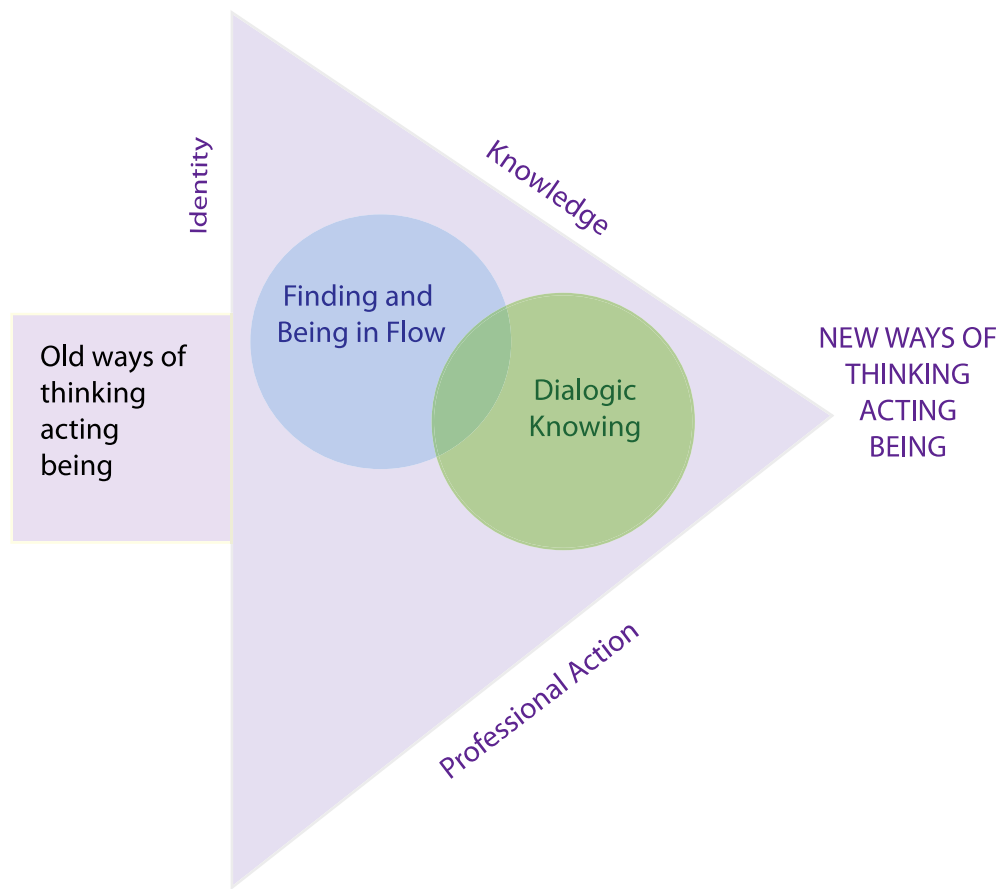 Identity
Knowledge
Finding and
Being in Flow
Old ways of
thinking
acting
being
Dialogic
Knowing
NEW WAYS OF
THINKING
ACTING
BEING
Professional Action